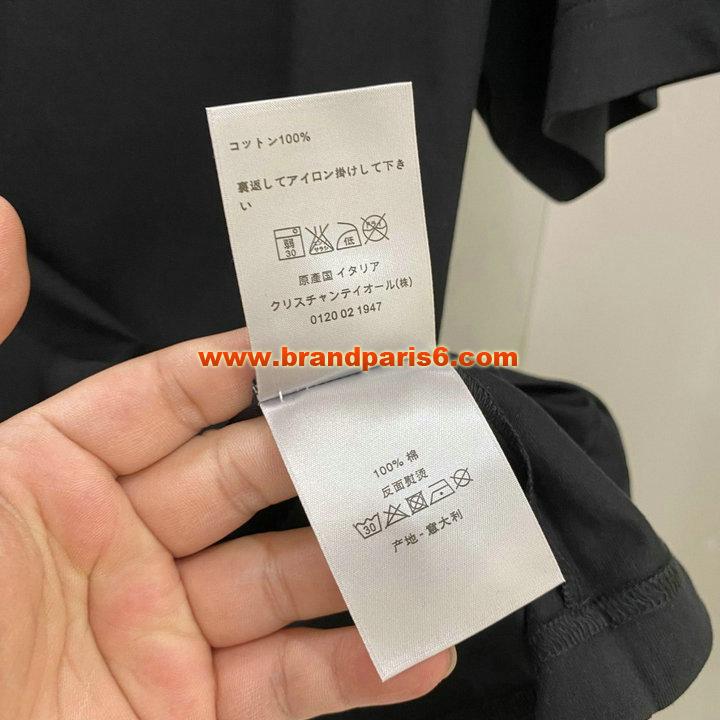 コットン100%
裏返してアイロン掛けして下さ
い
弱
30
サラシ
低
ドライ
原産国 イタリア
クリスチャンディオール(株)
0120 02 1947
www.brandparis6.com
100% 棉
反面熨烫
30
产地 - 意大利